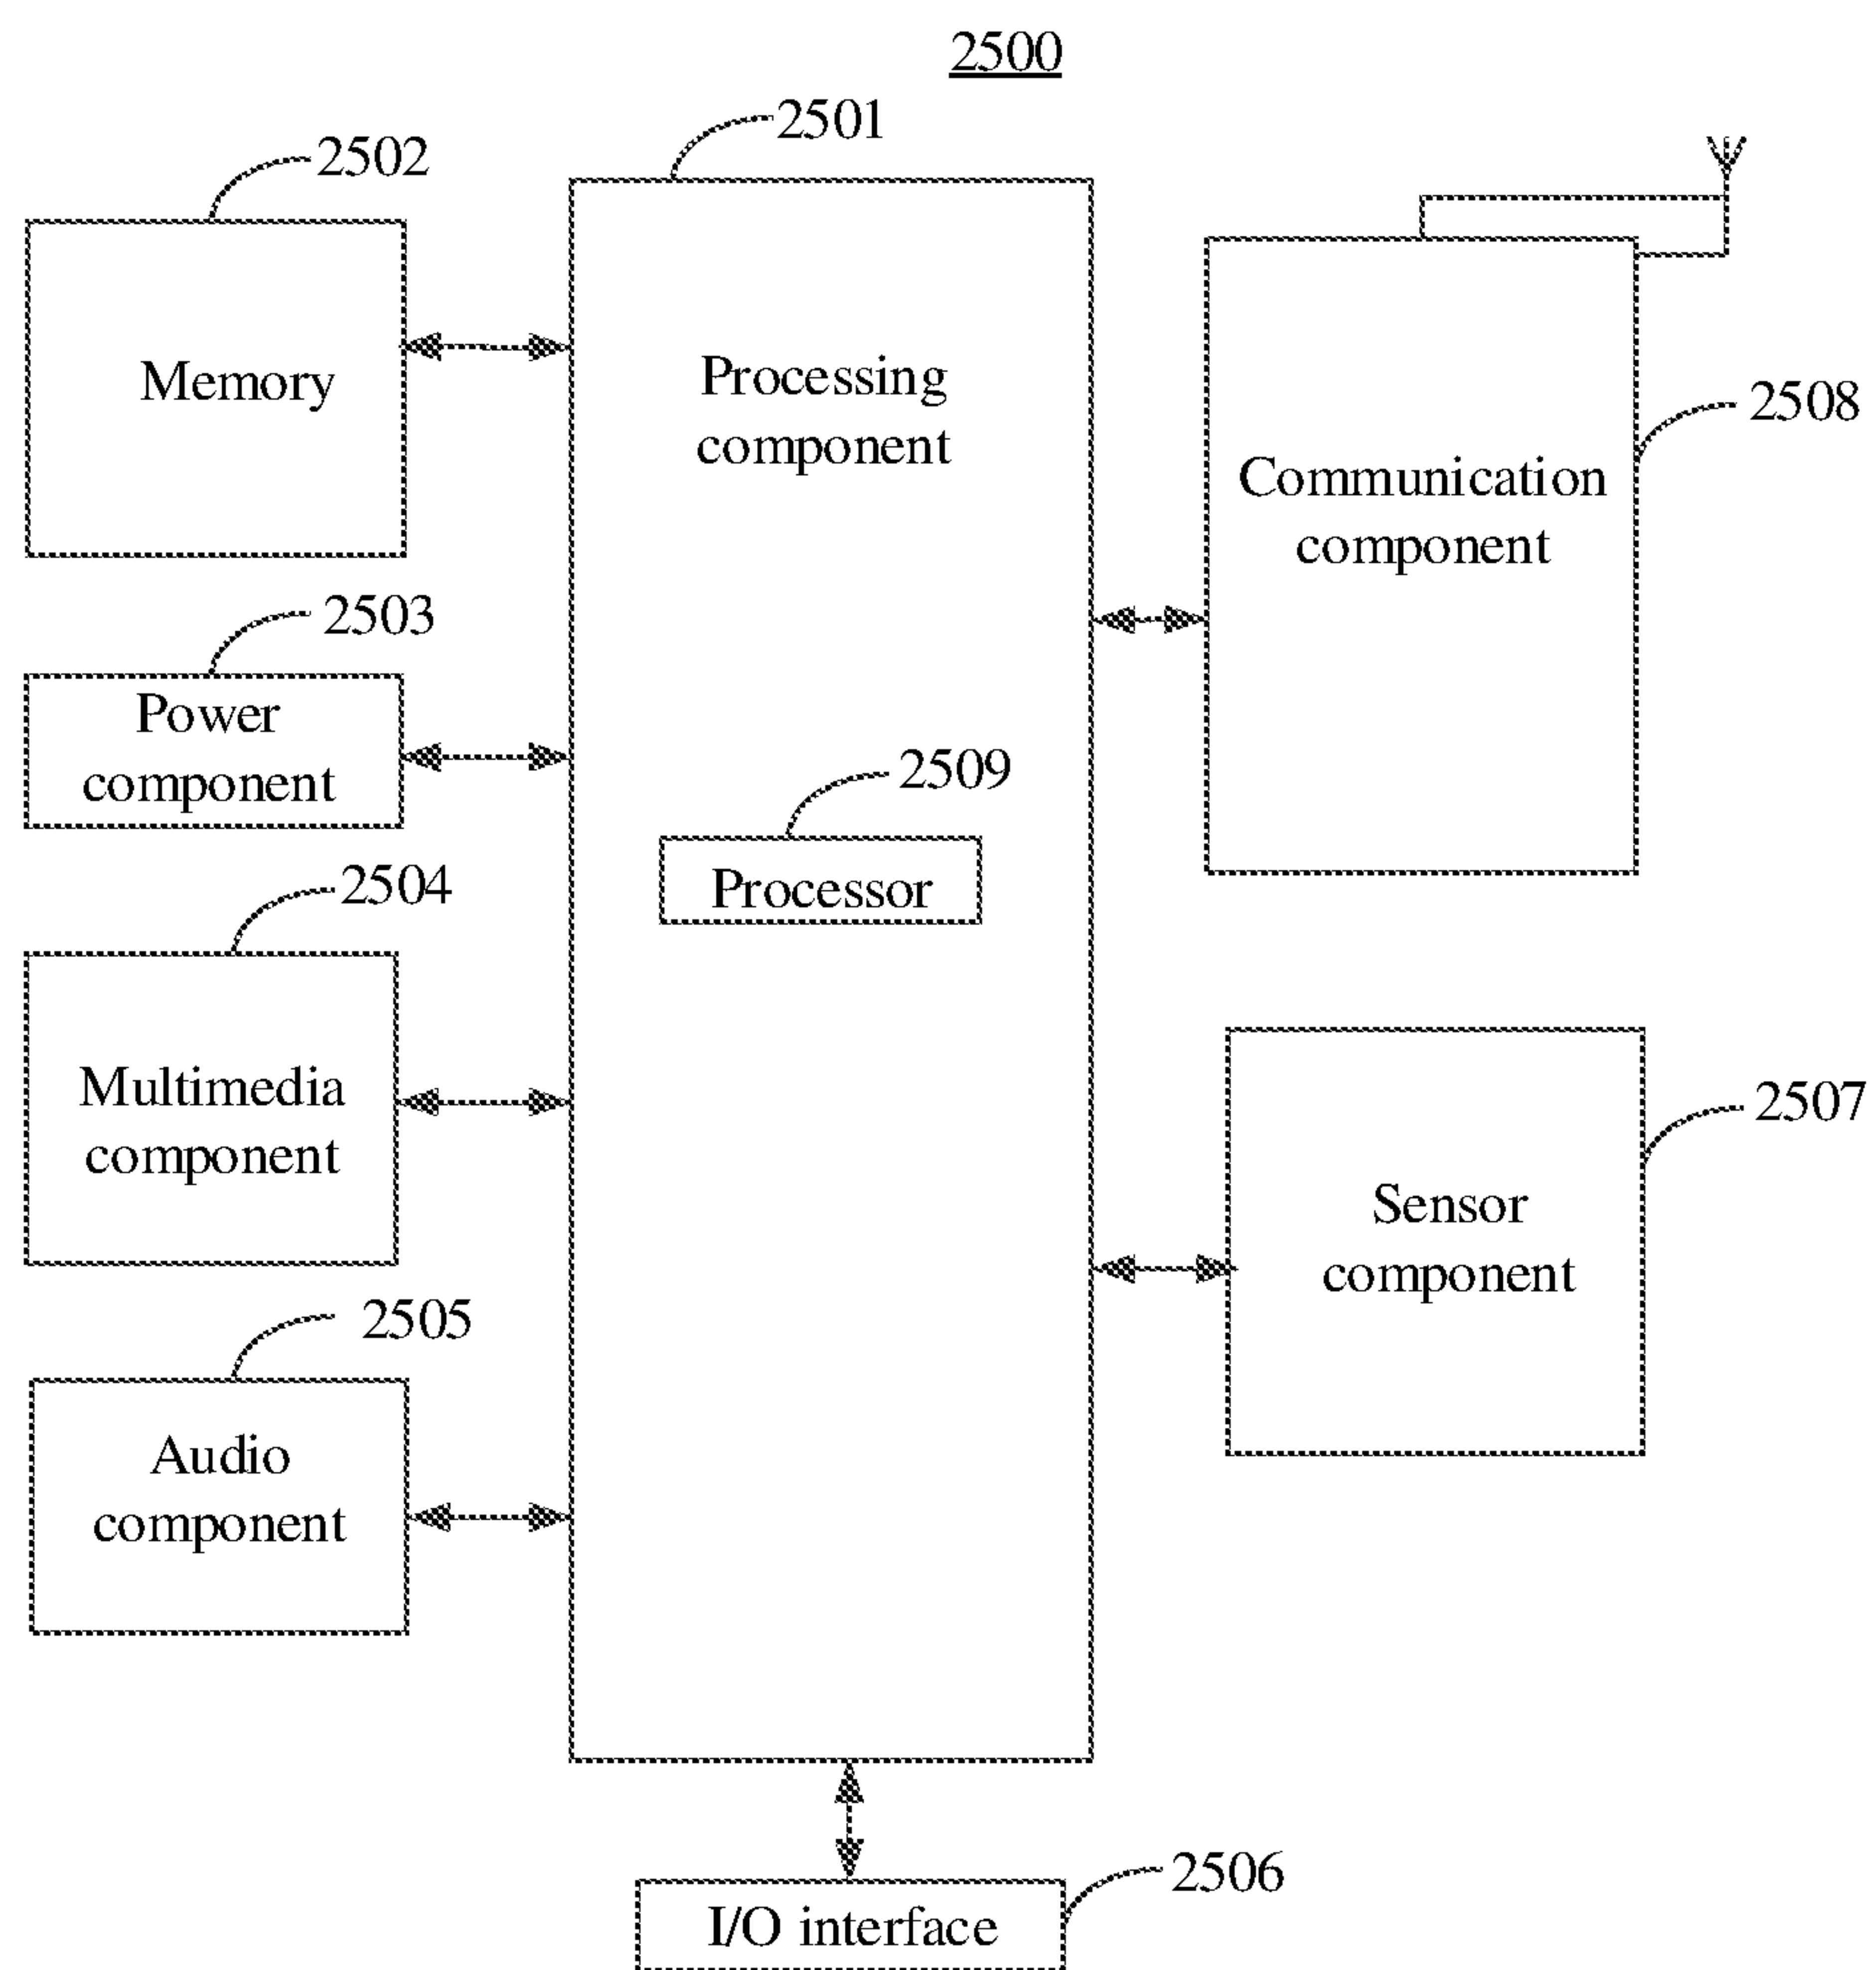 2500
2501
2502
Memory
Processing
component
2508
Communication
component
2503
Power
component
2509
Processor
2504
Multimedia
component
2507
Sensor
component
2505
Audio
component
2506
I/O interface